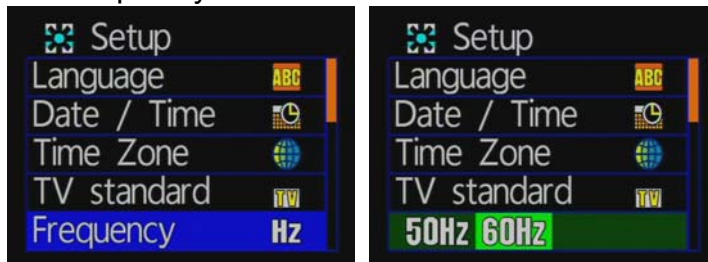 Setup
Language ABC
Date / Time
Time Zone
TV standard TV
Frequency Hz
Setup
Language ABC
Date / Time
Time Zone
TV standard TV
50Hz 60Hz